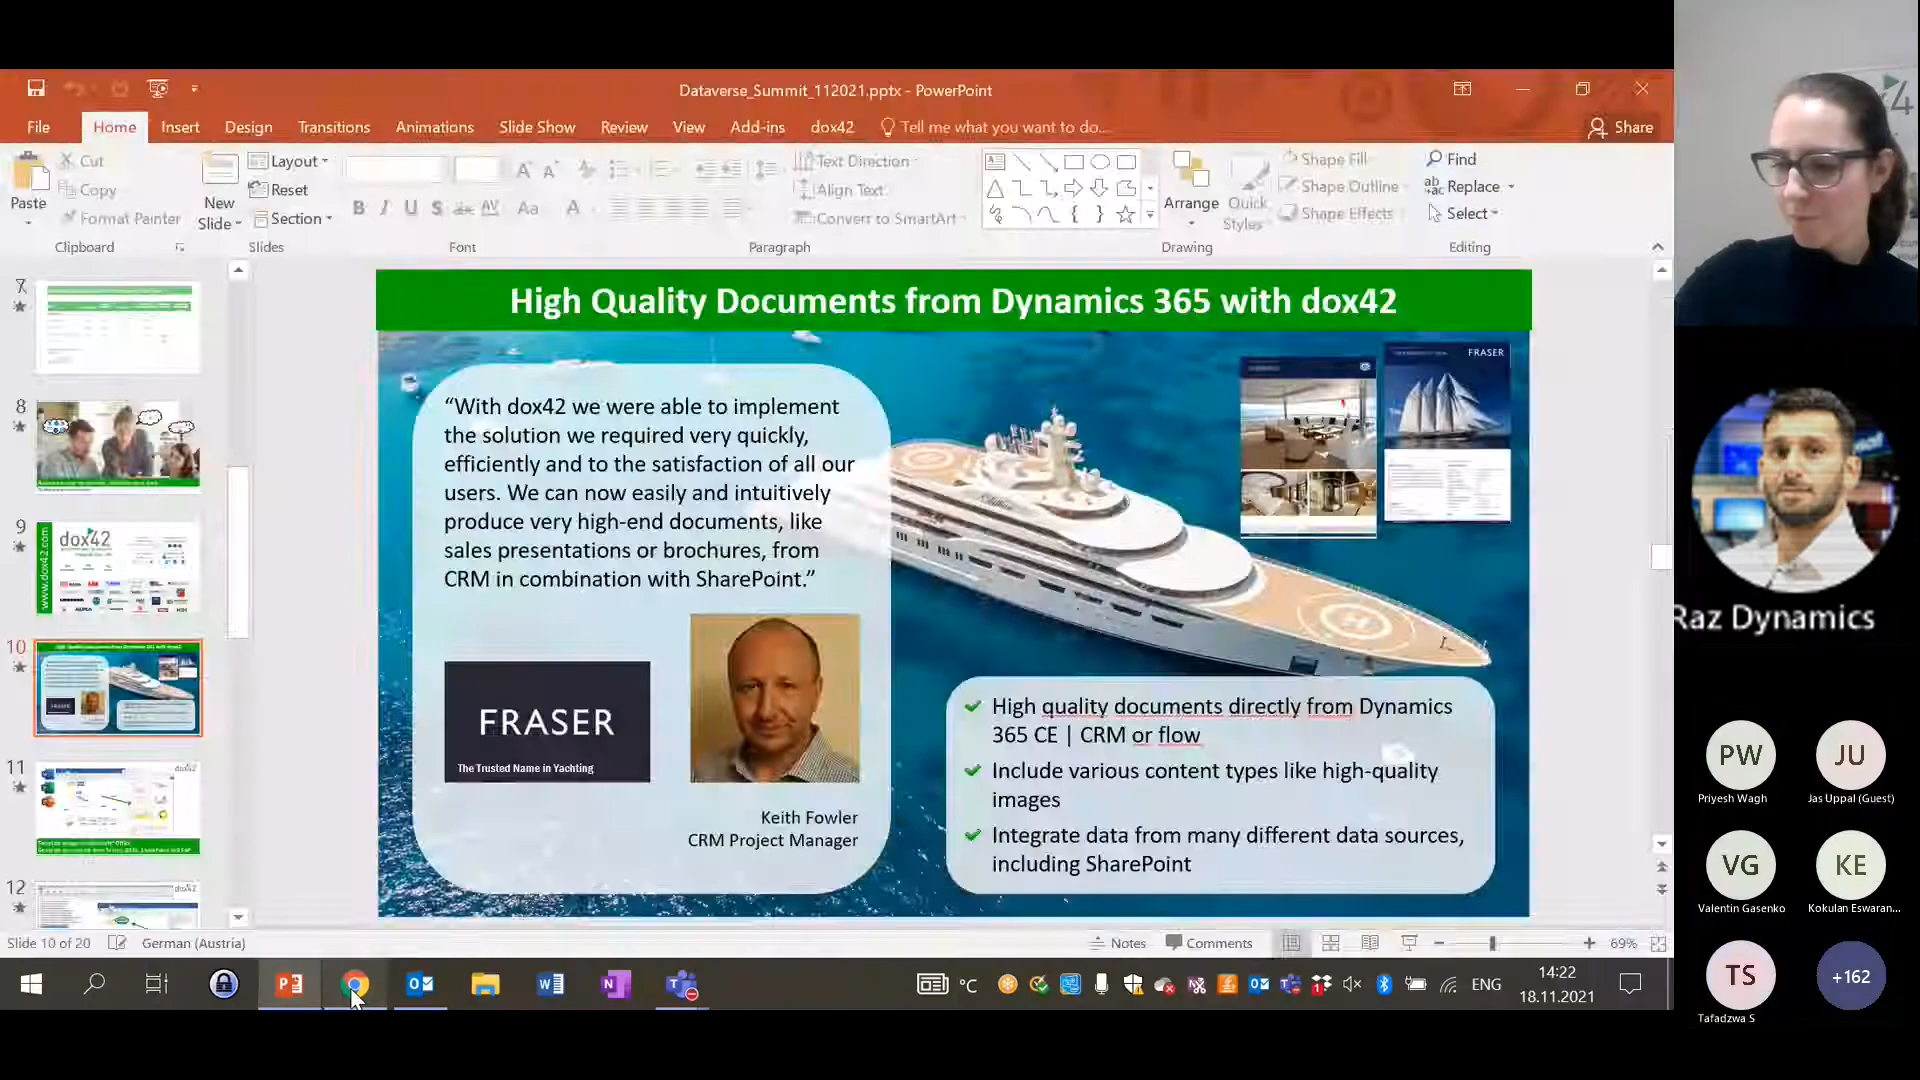 Dataverse_Summit_112021.pptx - PowerPoint
File
Home
Insert
Design
Transitions
Animations
Slide Show
Review
View
Add-ins
dox42
Tell me what you want to do...
Share
Paste
Cut
Copy
Format Painter
Clipboard
New
Slide
Layout
Reset
Section
Slides
Font
Text Direction
Align Text
Convert to SmartArt
Paragraph
Arrange
Quick
Styles
Shape Fill
Shape Outline
Shape Effects
Drawing
Find
Replace
Select
Editing
7
8
9
www.dox42.com
dox42
10
FRASER
11
dox42
12
dox42
High Quality Documents from Dynamics 365 with dox42
“With dox42 we were able to implement
the solution we required very quickly,
efficiently and to the satisfaction of all our
users. We can now easily and intuitively
produce very high-end documents, like
sales presentations or brochures, from
CRM in combination with SharePoint.”
FRASER
The Trusted Name in Yachting
Keith Fowler
CRM Project Manager
FRASER
High quality documents directly from Dynamics
365 CE | CRM or flow
Include various content types like high-quality
images
Integrate data from many different data sources,
including SharePoint
Slide 10 of 20
German (Austria)
Notes
Comments
69%
°C
ENG
14:22
18.11.2021
Raz Dynamics
PW
Priyesh Wagh
JU
Jas Uppal (Guest)
VG
Valentin Gasenko
KE
Kokulan Eswaran...
TS
Tafadzwa S
+162